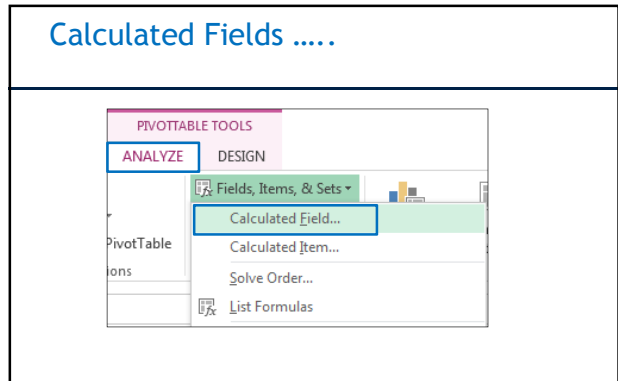 Calculated Fields …..
PIVOTTABLE TOOLS
ANALYZE DESIGN
Fields, Items, & Sets
Calculated Field...
PivotTable Calculated Item...
ions Solve Order...
List Formulas